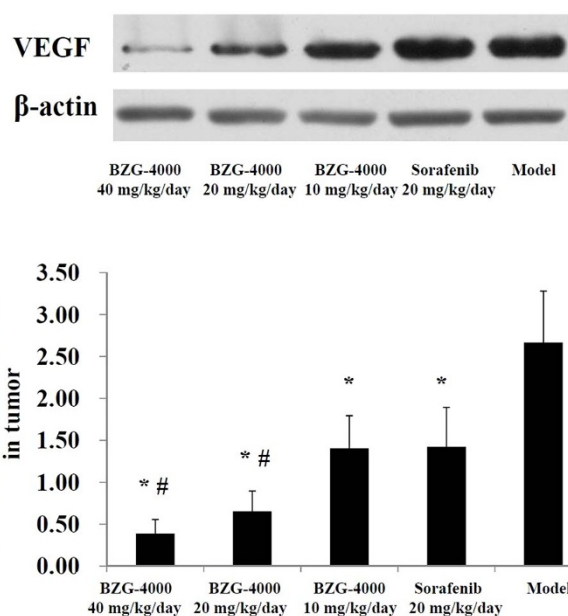 VEGF
β-actin
BZG-4000 BZG-4000 BZG-4000 Sorafenib Model
40 mg/kg/day 20 mg/kg/day 10 mg/kg/day 20 mg/kg/day
3.50
3.00
2.50
2.00
1.50
1.00
0.50
0.00
in tumor
* #
* #
*
*
BZG-4000 BZG-4000 BZG-4000 Sorafenib Model
40 mg/kg/day 20 mg/kg/day 10 mg/kg/day 20 mg/kg/day